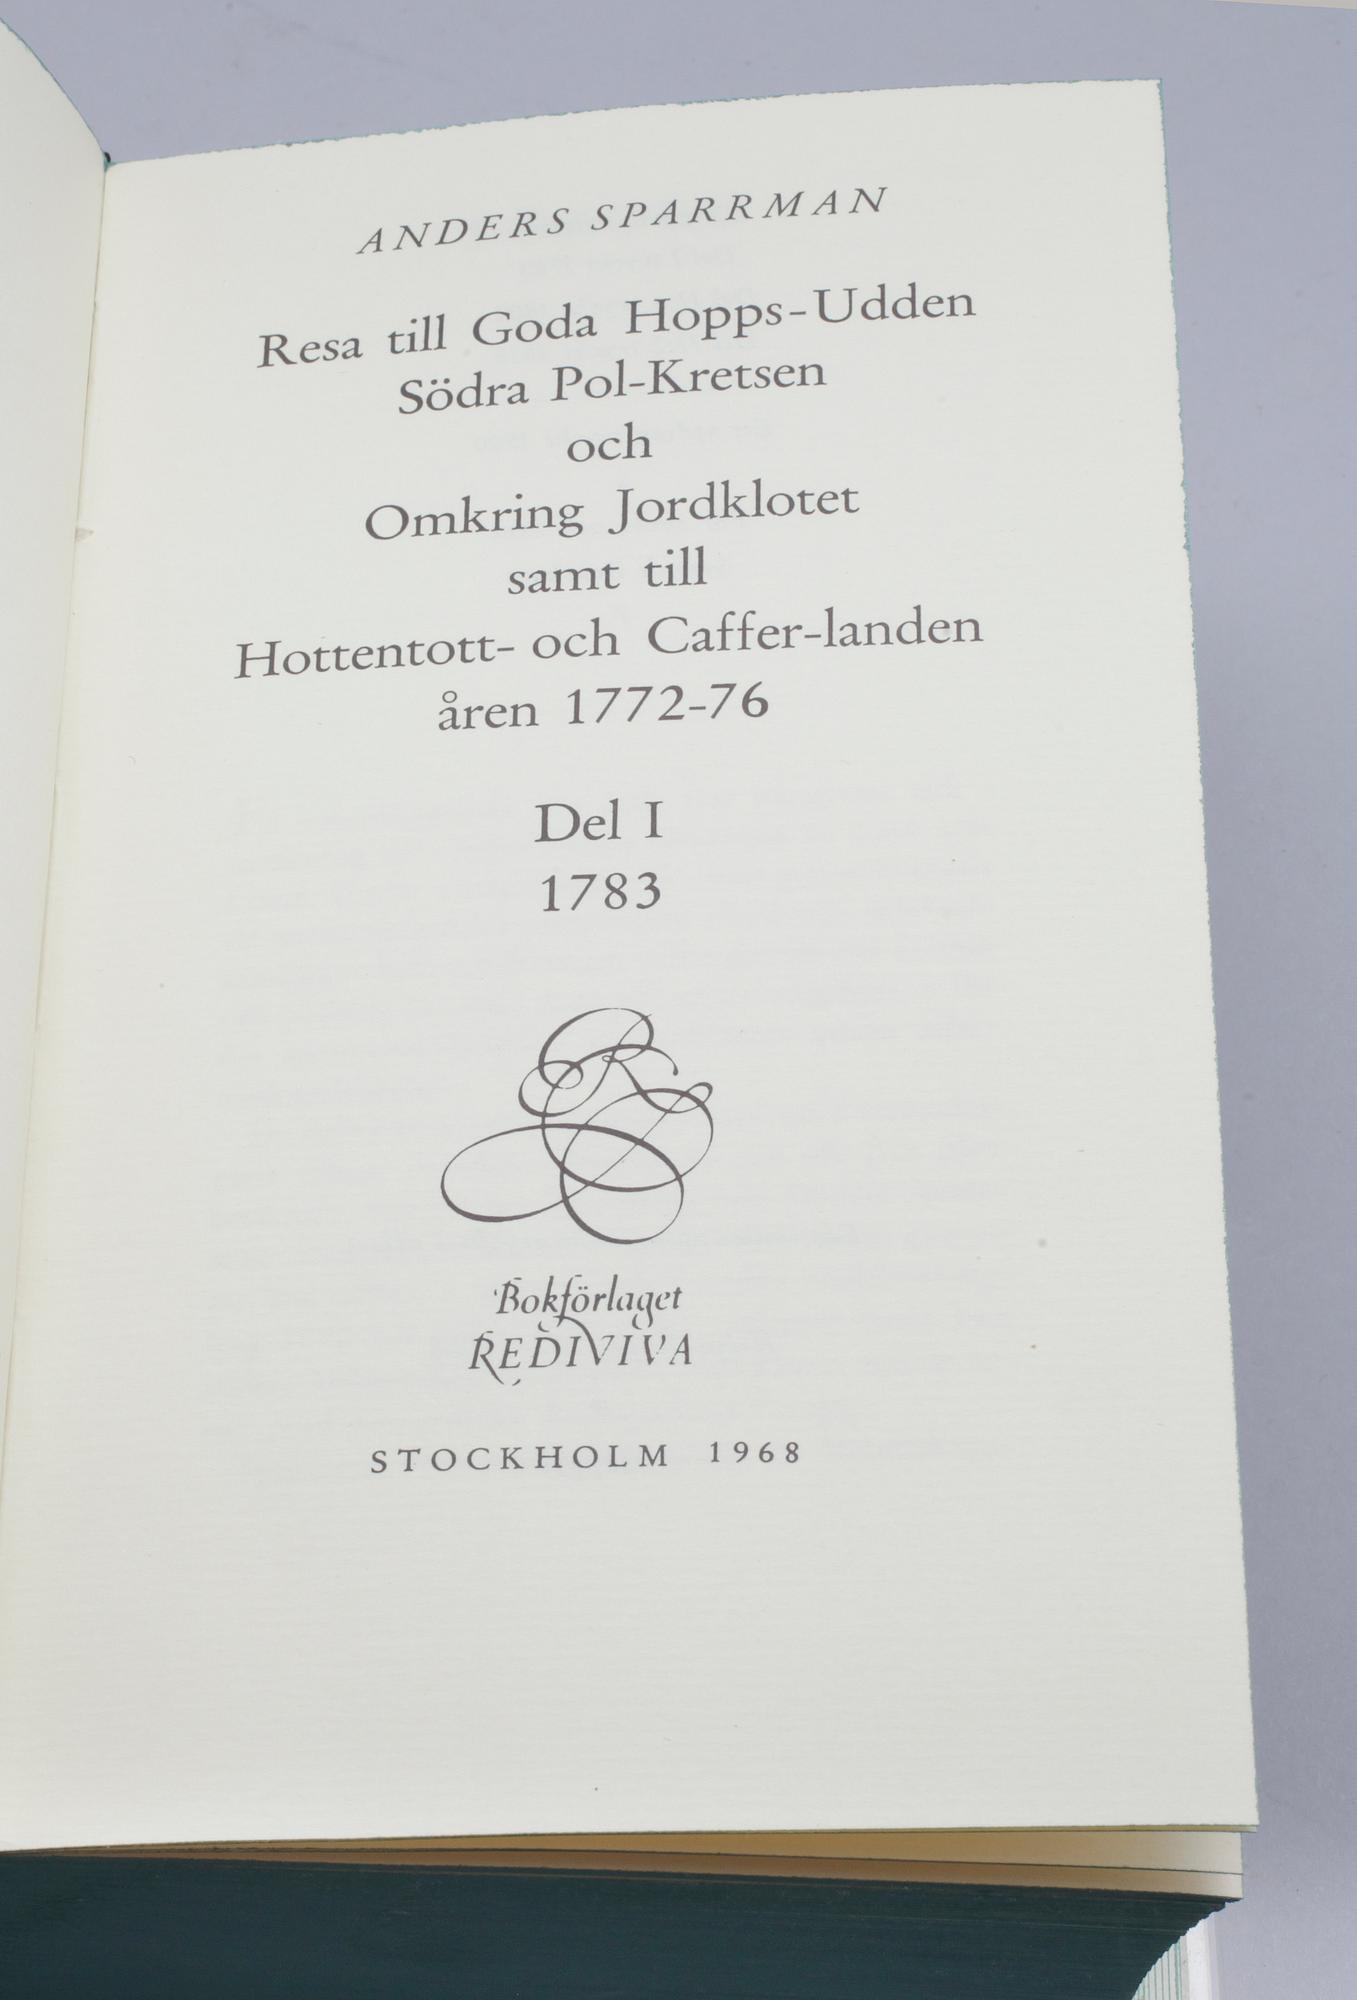 ANDERS SPARRMAN
Resa till Goda Hopps-Udden
Södra Pol-Kretsen
och
Omkring Jordklotet
samt till
Hottentott- och Caffer-landen
åren 1772-76
Del I
1783
Bokförlaget
REDIVIVA
STOCKHOLM 1968